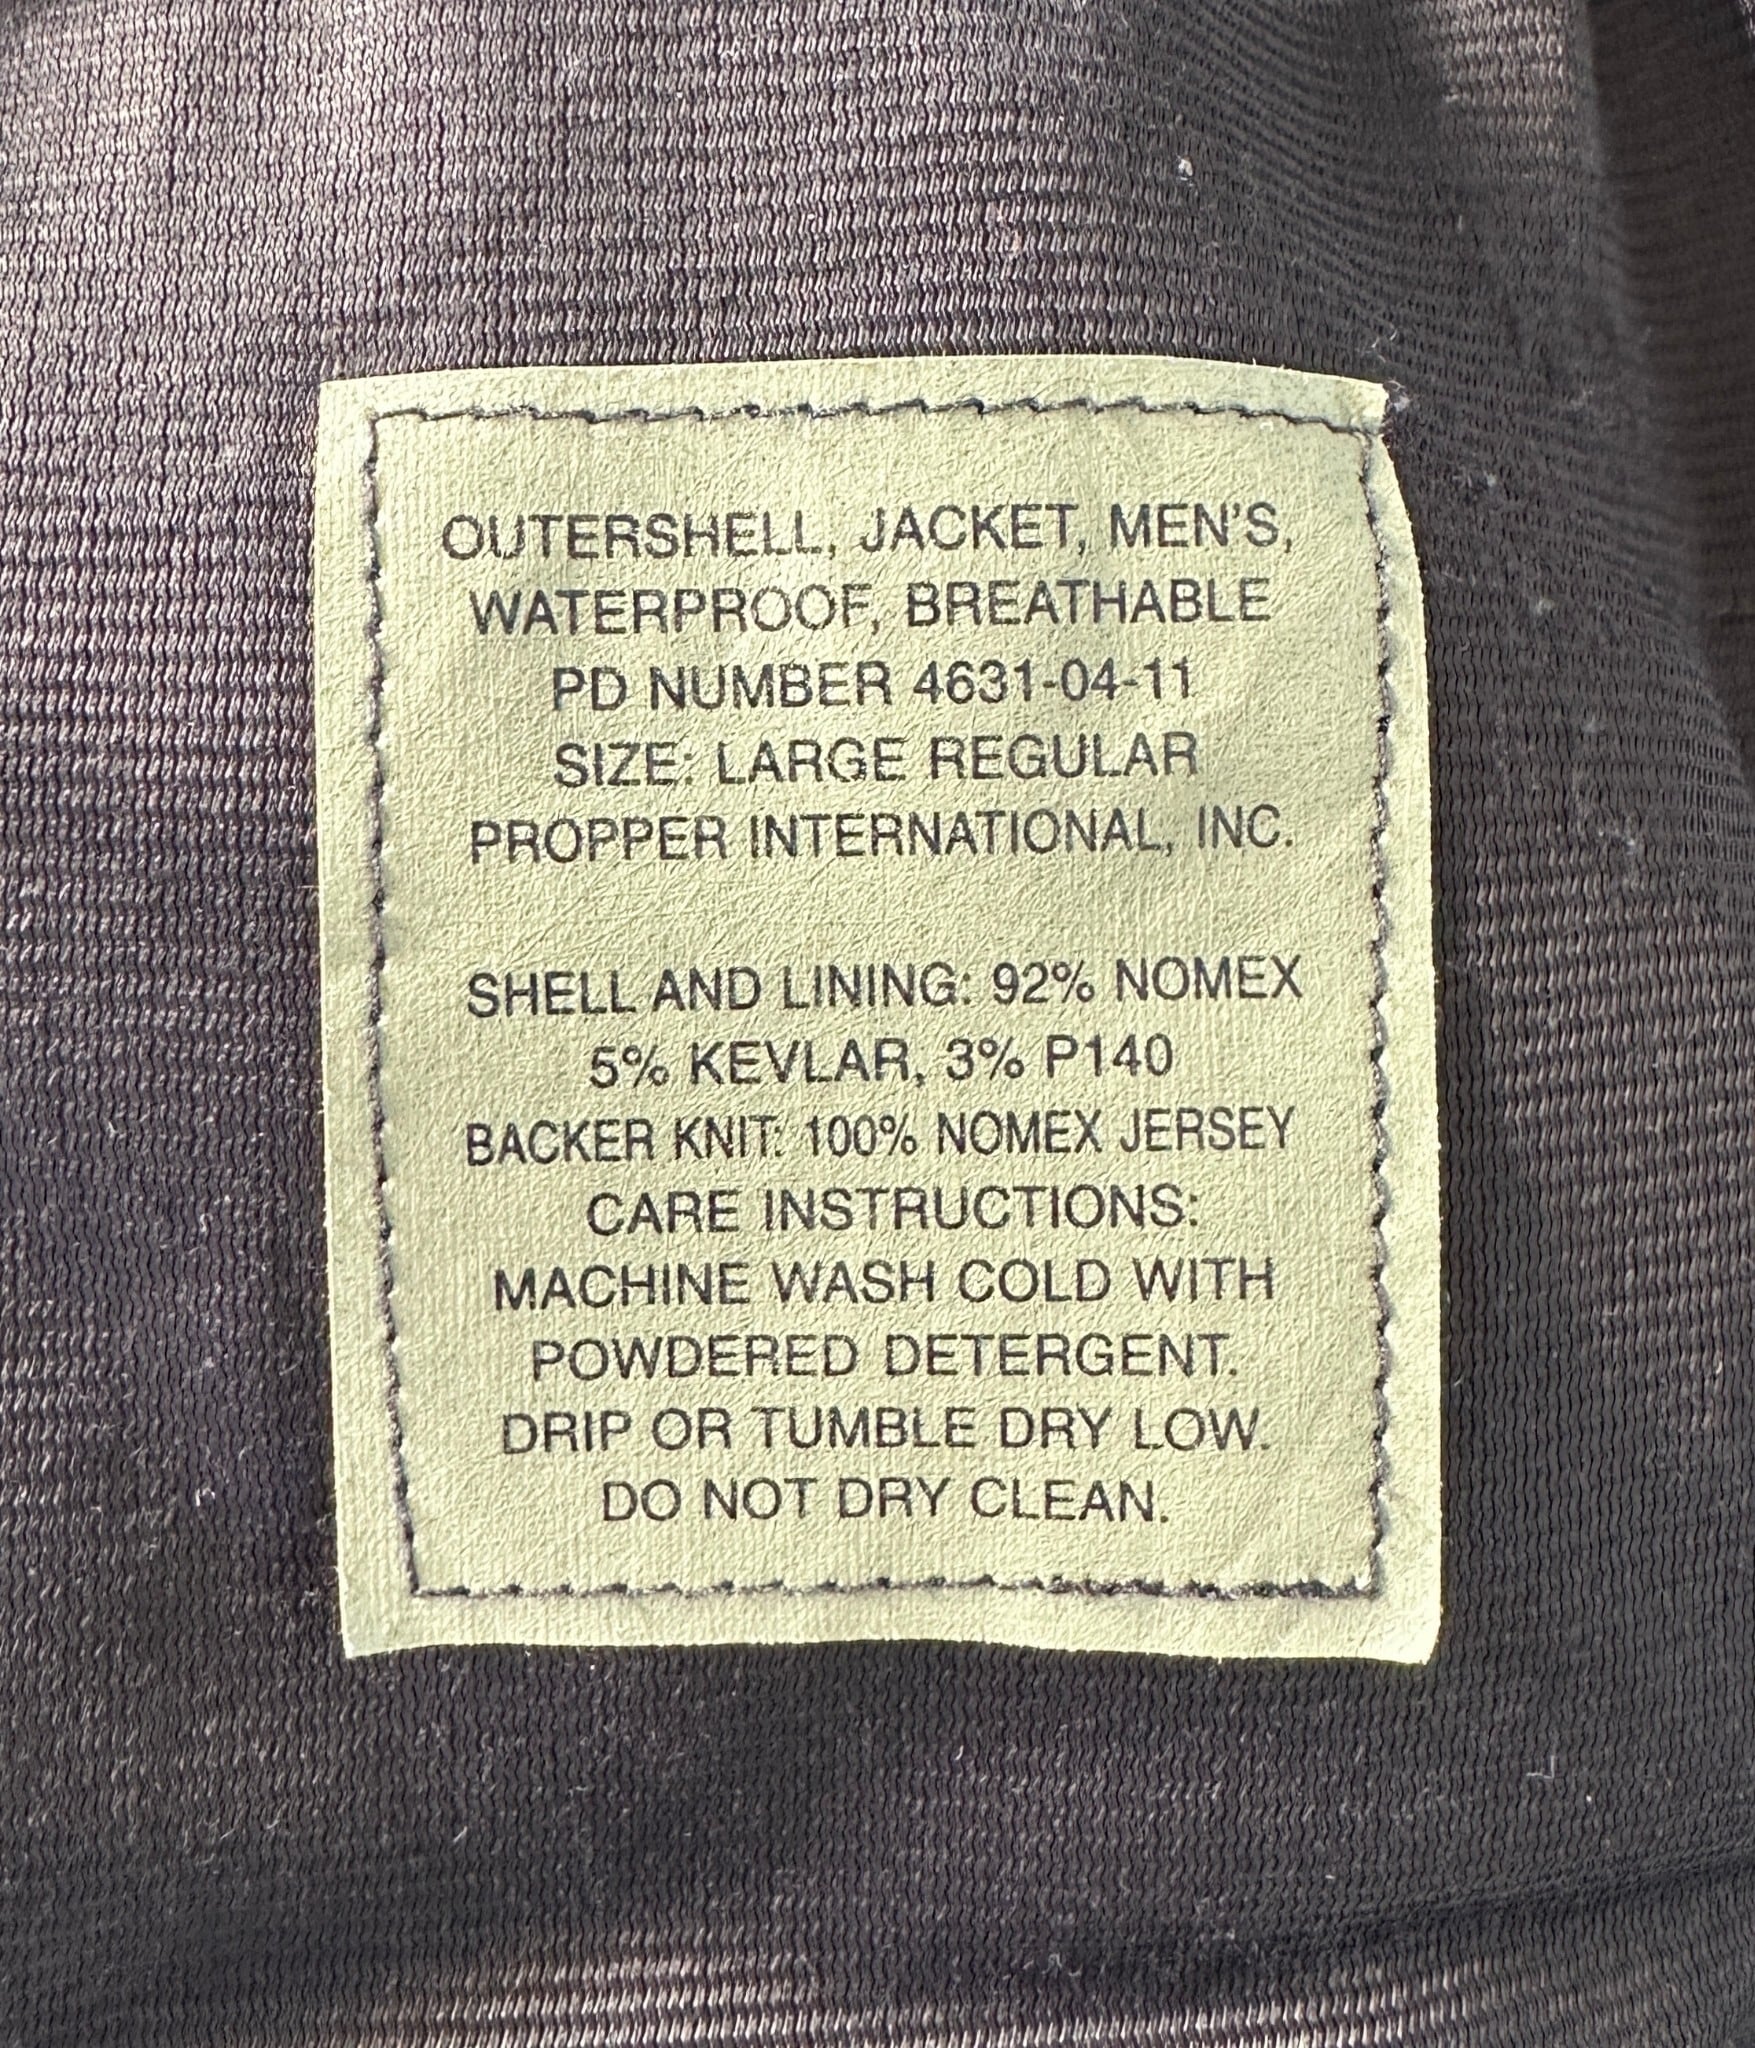 OUTERSHELL, JACKET, MEN'S,
WATERPROOF, BREATHABLE
PD NUMBER 4631-04-11
SIZE: LARGE REGULAR
PROPPER INTERNATIONAL, INC.
SHELL AND LINING: 92% NOMEX
5% KEVLAR, 3% P140
BACKER KNIT: 100% NOMEX JERSEY
CARE INSTRUCTIONS:
MACHINE WASH COLD WITH
POWDERED DETERGENT.
DRIP OR TUMBLE DRY LOW.
DO NOT DRY CLEAN.